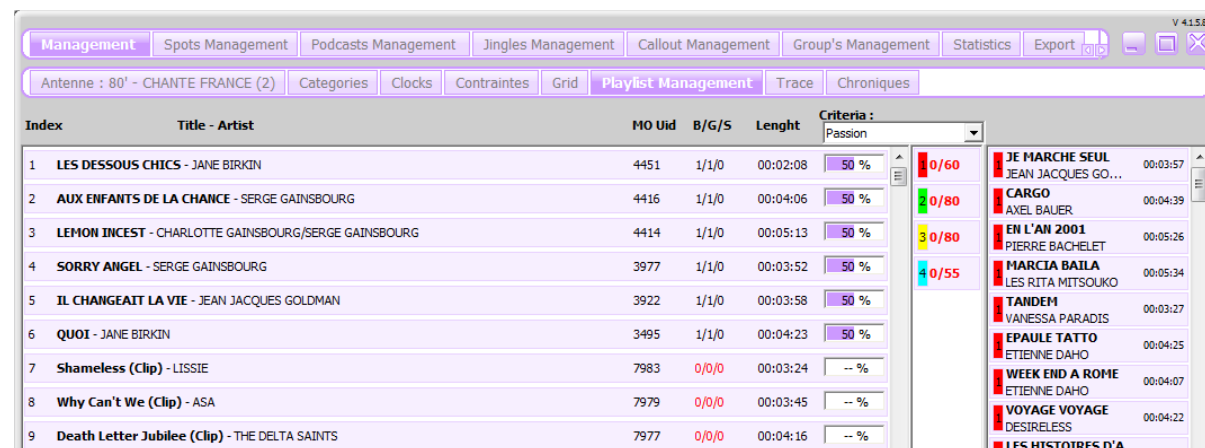 V 4.1.5.8
Management Spots Management Podcasts Management Jingles Management Callout Management Group's Management Statistics Export
Antenne : 80' - CHANTE FRANCE (2) Categories Clocks Contraintes Grid Playlist Management Trace Chroniques
Index Title - Artist MO Uid B/G/S Lenght Criteria :
Passion
1 LES DESSOUS CHICS - JANE BIRKIN 4451 1/1/0 00:02:08 50 %
2 AUX ENFANTS DE LA CHANCE - SERGE GAINSBOURG 4416 1/1/0 00:04:06 50 %
3 LEMON INCEST - CHARLOTTE GAINSBOURG/SERGE GAINSBOURG 4414 1/1/0 00:05:13 50 %
4 SORRY ANGEL - SERGE GAINSBOURG 3977 1/1/0 00:03:52 50 %
5 IL CHANGEAIT LA VIE - JEAN JACQUES GOLDMAN 3922 1/1/0 00:03:58 50 %
6 QUOI - JANE BIRKIN 3495 1/1/0 00:04:23 50 %
7 Shameless (Clip) - LISSIE 7983 0/0/0 00:03:24 -- %
8 Why Can't We (Clip) - ASA 7979 0/0/0 00:03:45 -- %
9 Death Letter Jubilee (Clip) - THE DELTA SAINTS 7977 0/0/0 00:04:16 -- %
1 0/60
2 0/80
3 0/80
4 0/55
1 JE MARCHE SEUL 00:03:57
JEAN JACQUES GO...
1 CARGO 00:04:39
AXEL BAUER
1 EN L'AN 2001 00:05:26
PIERRE BACHELET
1 MARCIA BAILA 00:05:34
LES RITA MITSOUKO
1 TANDEM 00:03:27
VANESSA PARADIS
1 EPAULE TATTO 00:04:25
ETIENNE DAHO
1 WEEK END A ROME 00:04:07
ETIENNE DAHO
1 VOYAGE VOYAGE 00:04:22
DESIRELESS
LES HISTOIRES D'A